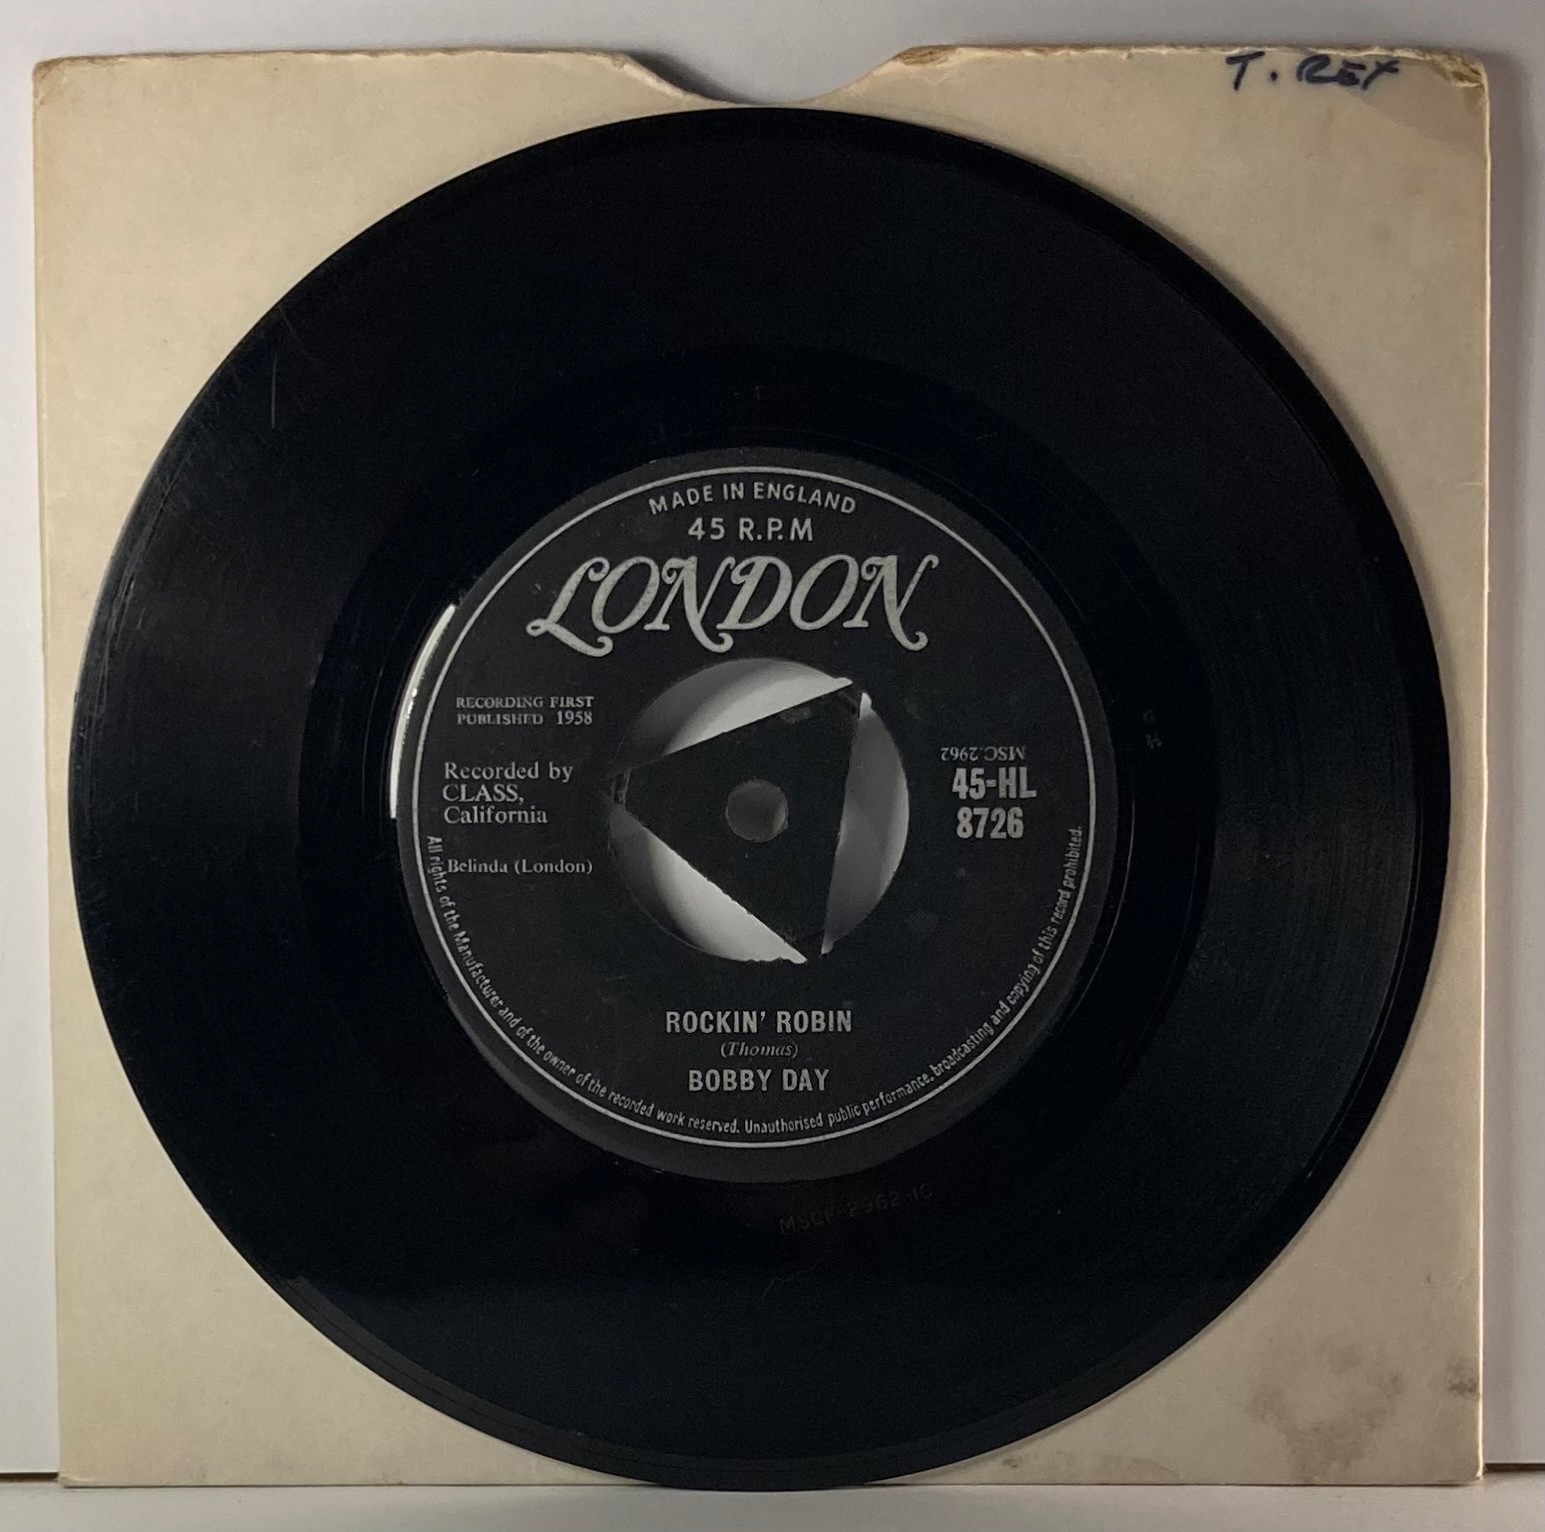 T. REX
MADE IN ENGLAND
45 R.P.M
LONDON
RECORDING FIRST
PUBLISHED 1958
Recorded by
CLASS,
California
Belinda (London)
MSC.2962
45-HL
8726
ROCKIN' ROBIN
(Thomas)
BOBBY DAY
All rights of the Manufacturer and of the owner of the recorded work reserved. Unauthorised public performance, broadcasting and copying of this record prohibited.